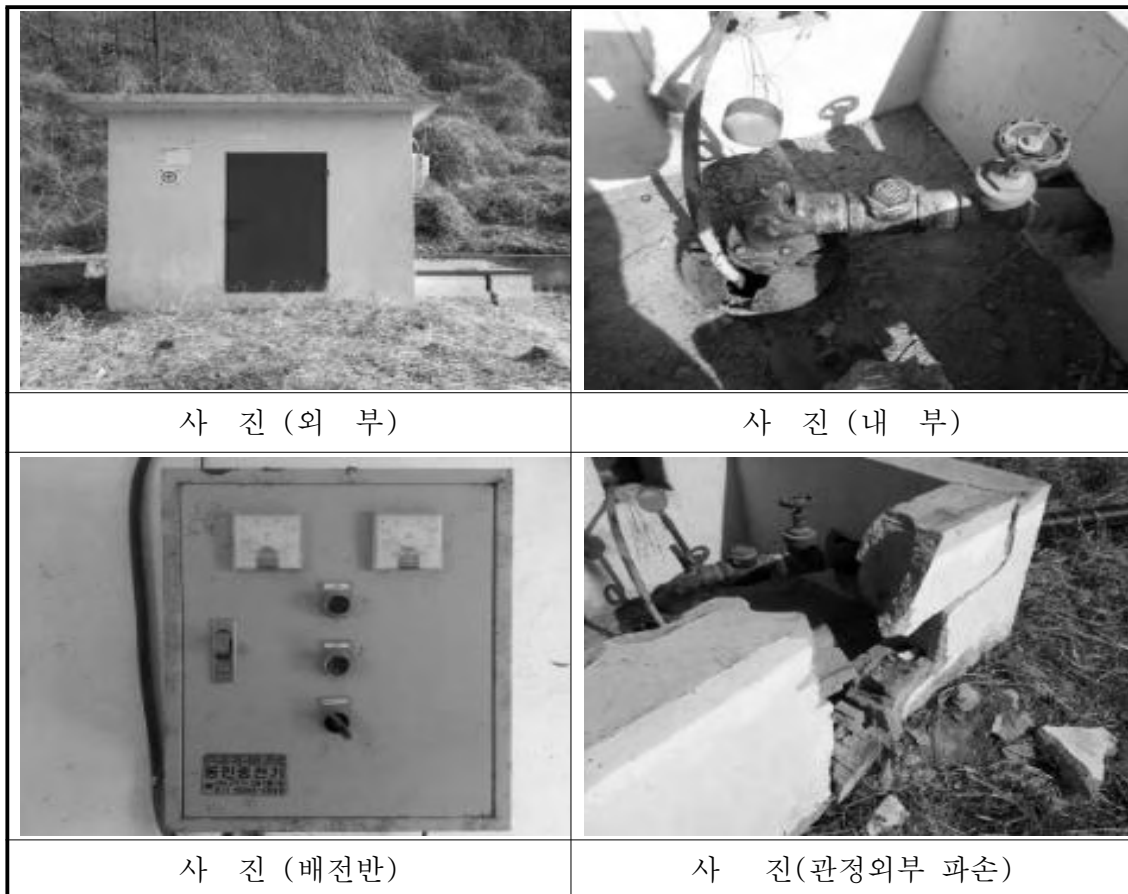 사 진 (외 부)
사 진 (내 부)
사 진 (배전반)
사 진(관정외부 파손)